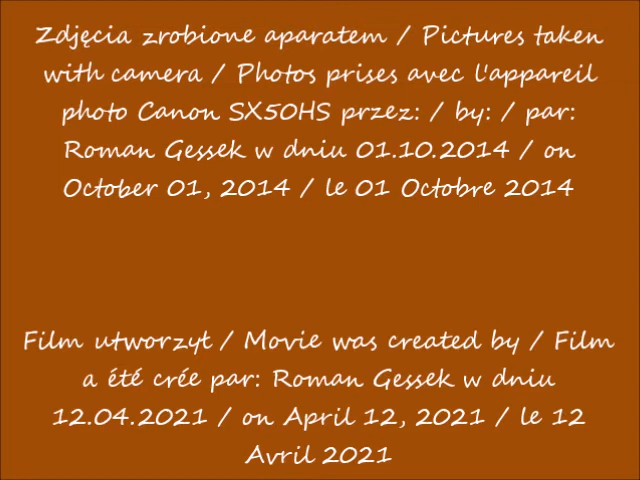 Zdjęcia zrobione aparatem / Pictures taken
with camera / Photos prises avec l'appareil
photo Canon SX50HS przez: / by: / par:
Roman Gessek w dniu 01.10.2014 / on
October 01, 2014 / le 01 Octobre 2014
Film utworzył / Movie was created by / Film
a été crée par: Roman Gessek w dniu
12.04.2021 / on April 12, 2021 / le 12
Avril 2021